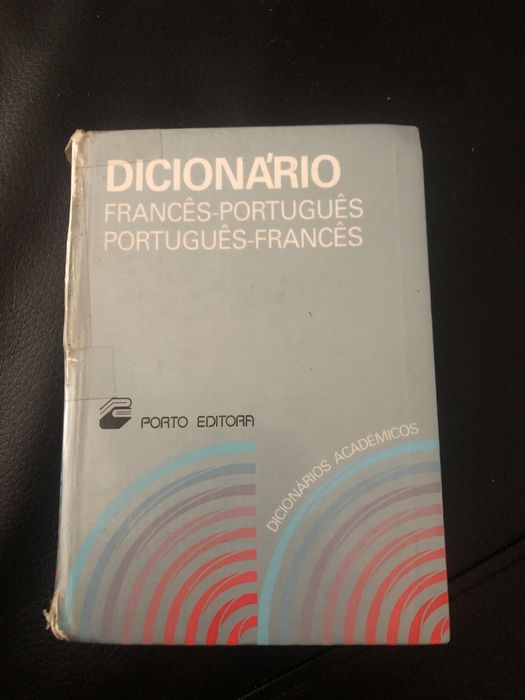 DICIONÁRIO
FRANCÊS-PORTUGUÊS
PORTUGUÊS-FRANCÊS
PORTO EDITORA
DICIONÁRIOS ACADÉMICOS